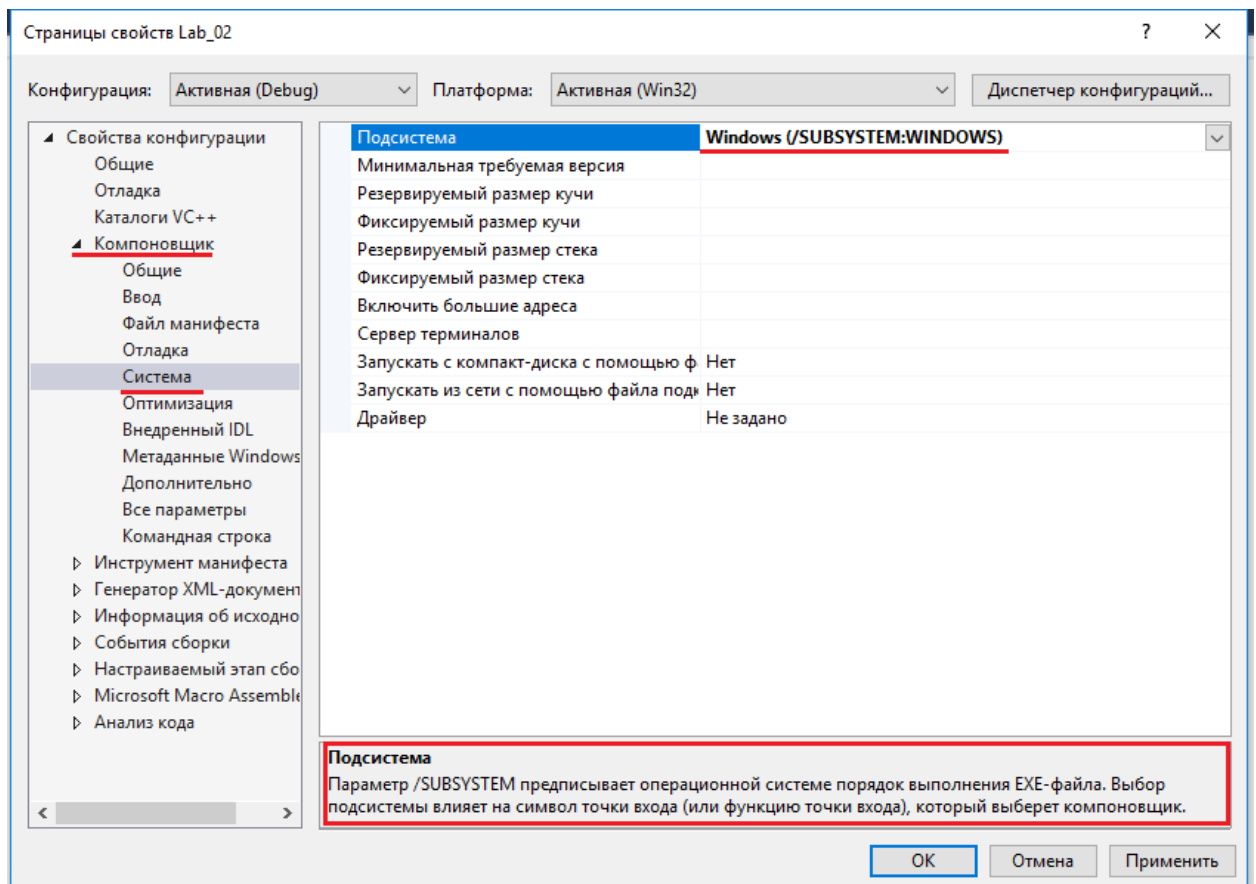 Страницы свойств Lab_02
?
Конфигурация: Активная (Debug) Платформа: Активная (Win32) Диспетчер конфигураций...
Свойства конфигурации
Общие
Отладка
Каталоги VC++
Компоновщик
Общие
Ввод
Файл манифеста
Отладка
Система
Оптимизация
Внедренный IDL
Метаданные Windows
Дополнительно
Все параметры
Командная строка
Инструмент манифеста
Генератор XML-документ
Информация об исходно
События сборки
Настраиваемый этап сбо
Microsoft Macro Assemble
Анализ кода
Подсистема Windows (/SUBSYSTEM:WINDOWS)
Минимальная требуемая версия
Резервируемый размер кучи
Фиксируемый размер кучи
Резервируемый размер стека
Фиксируемый размер стека
Включить большие адреса
Сервер терминалов
Запускать с компакт-диска с помощью ф Нет
Запускать из сети с помощью файла подк Нет
Драйвер Не задано
Подсистема
Параметр /SUBSYSTEM предписывает операционной системе порядок выполнения EXE-файла. Выбор
подсистемы влияет на символ точки входа (или функцию точки входа), который выберет компоновщик.
ОК Отмена Применить